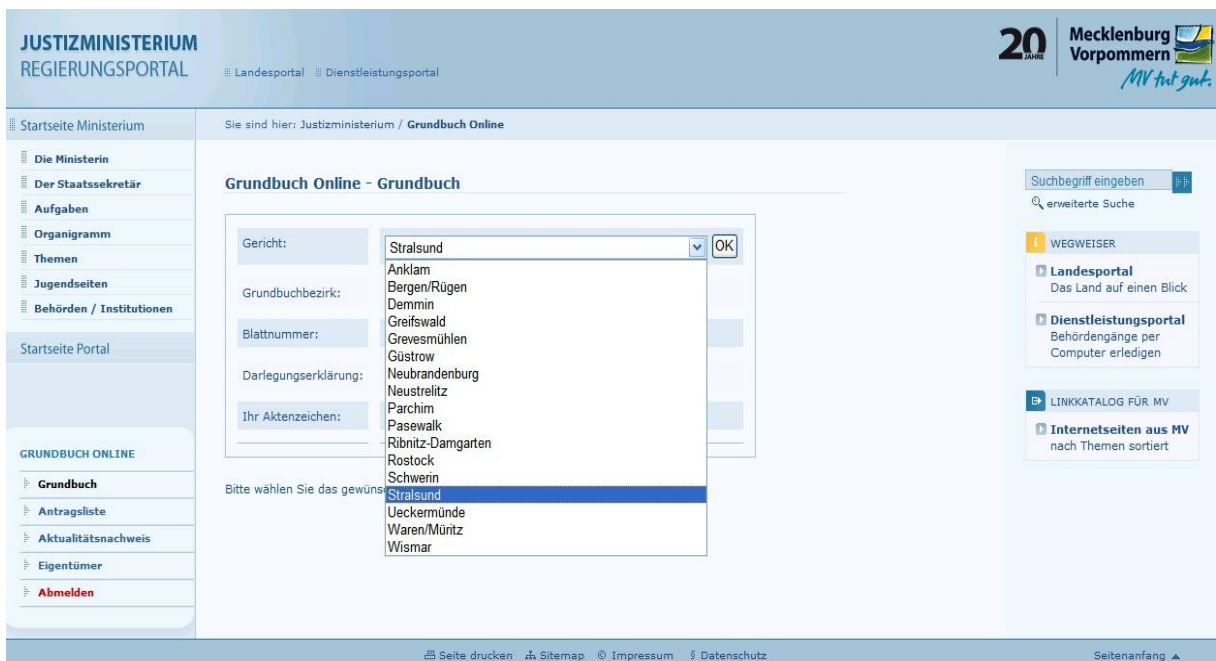 JUSTIZMINISTERIUM
REGIERUNGSPORTAL
Landesportal Dienstleistungsportal
20 JAHRE
Mecklenburg
Vorpommern
MV tut gut.
Startseite Ministerium
Sie sind hier: Justizministerium / Grundbuch Online
Die Ministerin
Der Staatssekretär
Aufgaben
Organigramm
Themen
Jugendseiten
Behörden / Institutionen
Startseite Portal
GRUNDBUCH ONLINE
Grundbuch
Antragsliste
Aktualitätsnachweis
Eigentümer
Abmelden
Grundbuch Online - Grundbuch
Gericht:
Stralsund
OK
Anklam
Bergen/Rügen
Demmin
Greifswald
Grevesmühlen
Güstrow
Neubrandenburg
Neustrelitz
Parchim
Pasewalk
Ribnitz-Damgarten
Rostock
Schwerin
Stralsund
Ueckermünde
Waren/Müritz
Wismar
Grundbuchbezirk:
Blattnummer:
Darlegungserklärung:
Ihr Aktenzeichen:
Bitte wählen Sie das gewüns
Suchbegriff eingeben
erweiterte Suche
WEGWEISER
Landesportal
Das Land auf einen Blick
Dienstleistungsportal
Behördengänge per
Computer erledigen
LINKKATALOG FÜR MV
Internetseiten aus MV
nach Themen sortiert
Seite drucken Sitemap © Impressum § Datenschutz
Seitenanfang